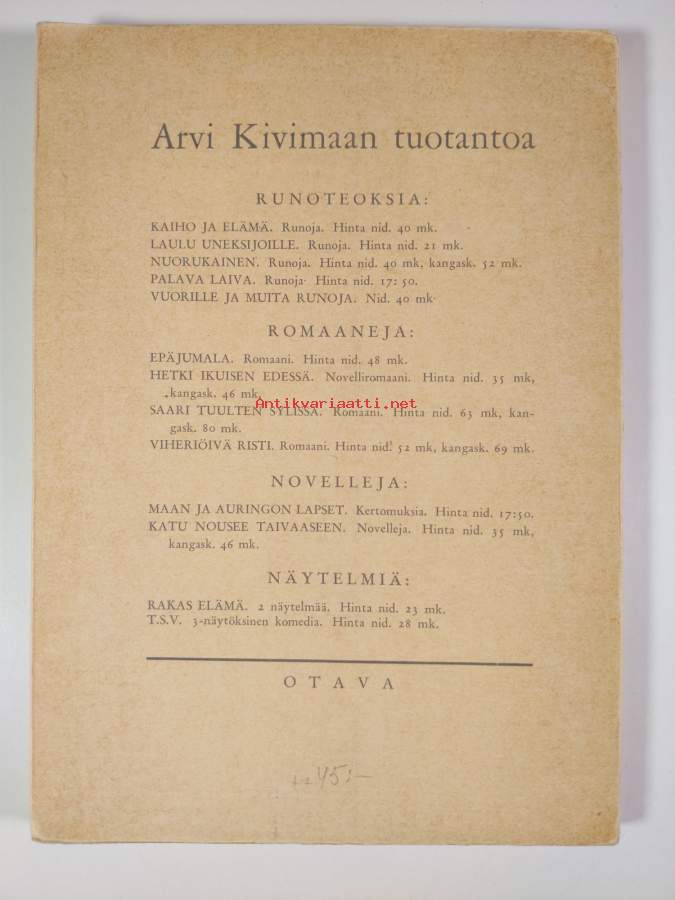 Arvi Kivimaan tuotantoa
RUNOTEOKSIA:
KAIHO JA ELÄMÄ. Runoja. Hinta nid. 40 mk.
LAULU UNEKSIJOILLE. Runoja. Hinta nid. 21 mk.
NUORUKAINEN. Runoja. Hinta nid. 40 mk, kangask. 52 mk.
PALAVA LAIVA. Runoja. Hinta nid. 17:50.
VUORILLE JA MUITA RUNOJA. Nid. 40 mk.
ROMAANEJA:
EPÄJUMALA. Romaani. Hinta nid. 48 mk.
HETKI IKUISEN EDESSÄ. Novelliromaani. Hinta nid. 35 mk,
kangask. 46 mk.
Antikvariaatti.net
SAARI TUULTEN SYLISSÄ. Romaani. Hinta nid. 63 mk, kan-
gask. 80 mk.
VIHERIÖIVÄ RISTI. Romaani. Hinta nid. 52 mk, kangask. 69 mk.
NOVELLEJA:
MAAN JA AURINGON LAPSET. Kertomuksia. Hinta nid. 17:50.
KATU NOUSEE TAIVAASEEN. Novelleja. Hinta nid. 35 mk,
kangask. 46 mk.
NÄYTELMIÄ:
RAKAS ELÄMÄ. 2 näytelmää. Hinta nid. 23 mk.
T.S.V. 3-näytöksinen komedia. Hinta nid. 28 mk.
OTAVA
45:-